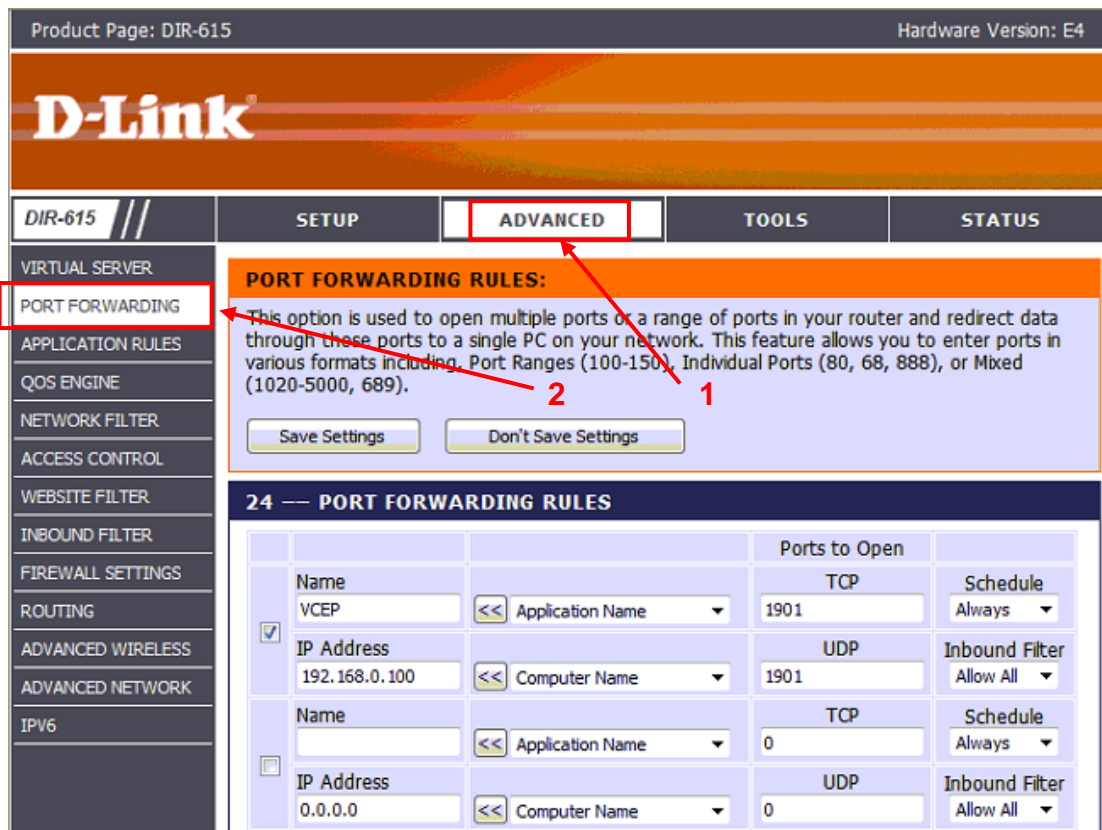 Product Page: DIR-615 Hardware Version: E4
D-Link®
DIR-615 SETUP ADVANCED TOOLS STATUS
VIRTUAL SERVER
PORT FORWARDING
APPLICATION RULES
QOS ENGINE
NETWORK FILTER
ACCESS CONTROL
WEBSITE FILTER
INBOUND FILTER
FIREWALL SETTINGS
ROUTING
ADVANCED WIRELESS
ADVANCED NETWORK
IPV6
PORT FORWARDING RULES:
This option is used to open multiple ports or a range of ports in your router and redirect data
through those ports to a single PC on your network. This feature allows you to enter ports in
various formats including, Port Ranges (100-150), Individual Ports (80, 68, 888), or Mixed
(1020-5000, 689).
2 1
Save Settings Don't Save Settings
24 –– PORT FORWARDING RULES
Ports to Open
Name TCP Schedule
VCEP << Application Name 1901 Always
IP Address UDP Inbound Filter
192.168.0.100 << Computer Name 1901 Allow All
Name TCP Schedule
<< Application Name 0 Always
IP Address UDP Inbound Filter
0.0.0.0 << Computer Name 0 Allow All